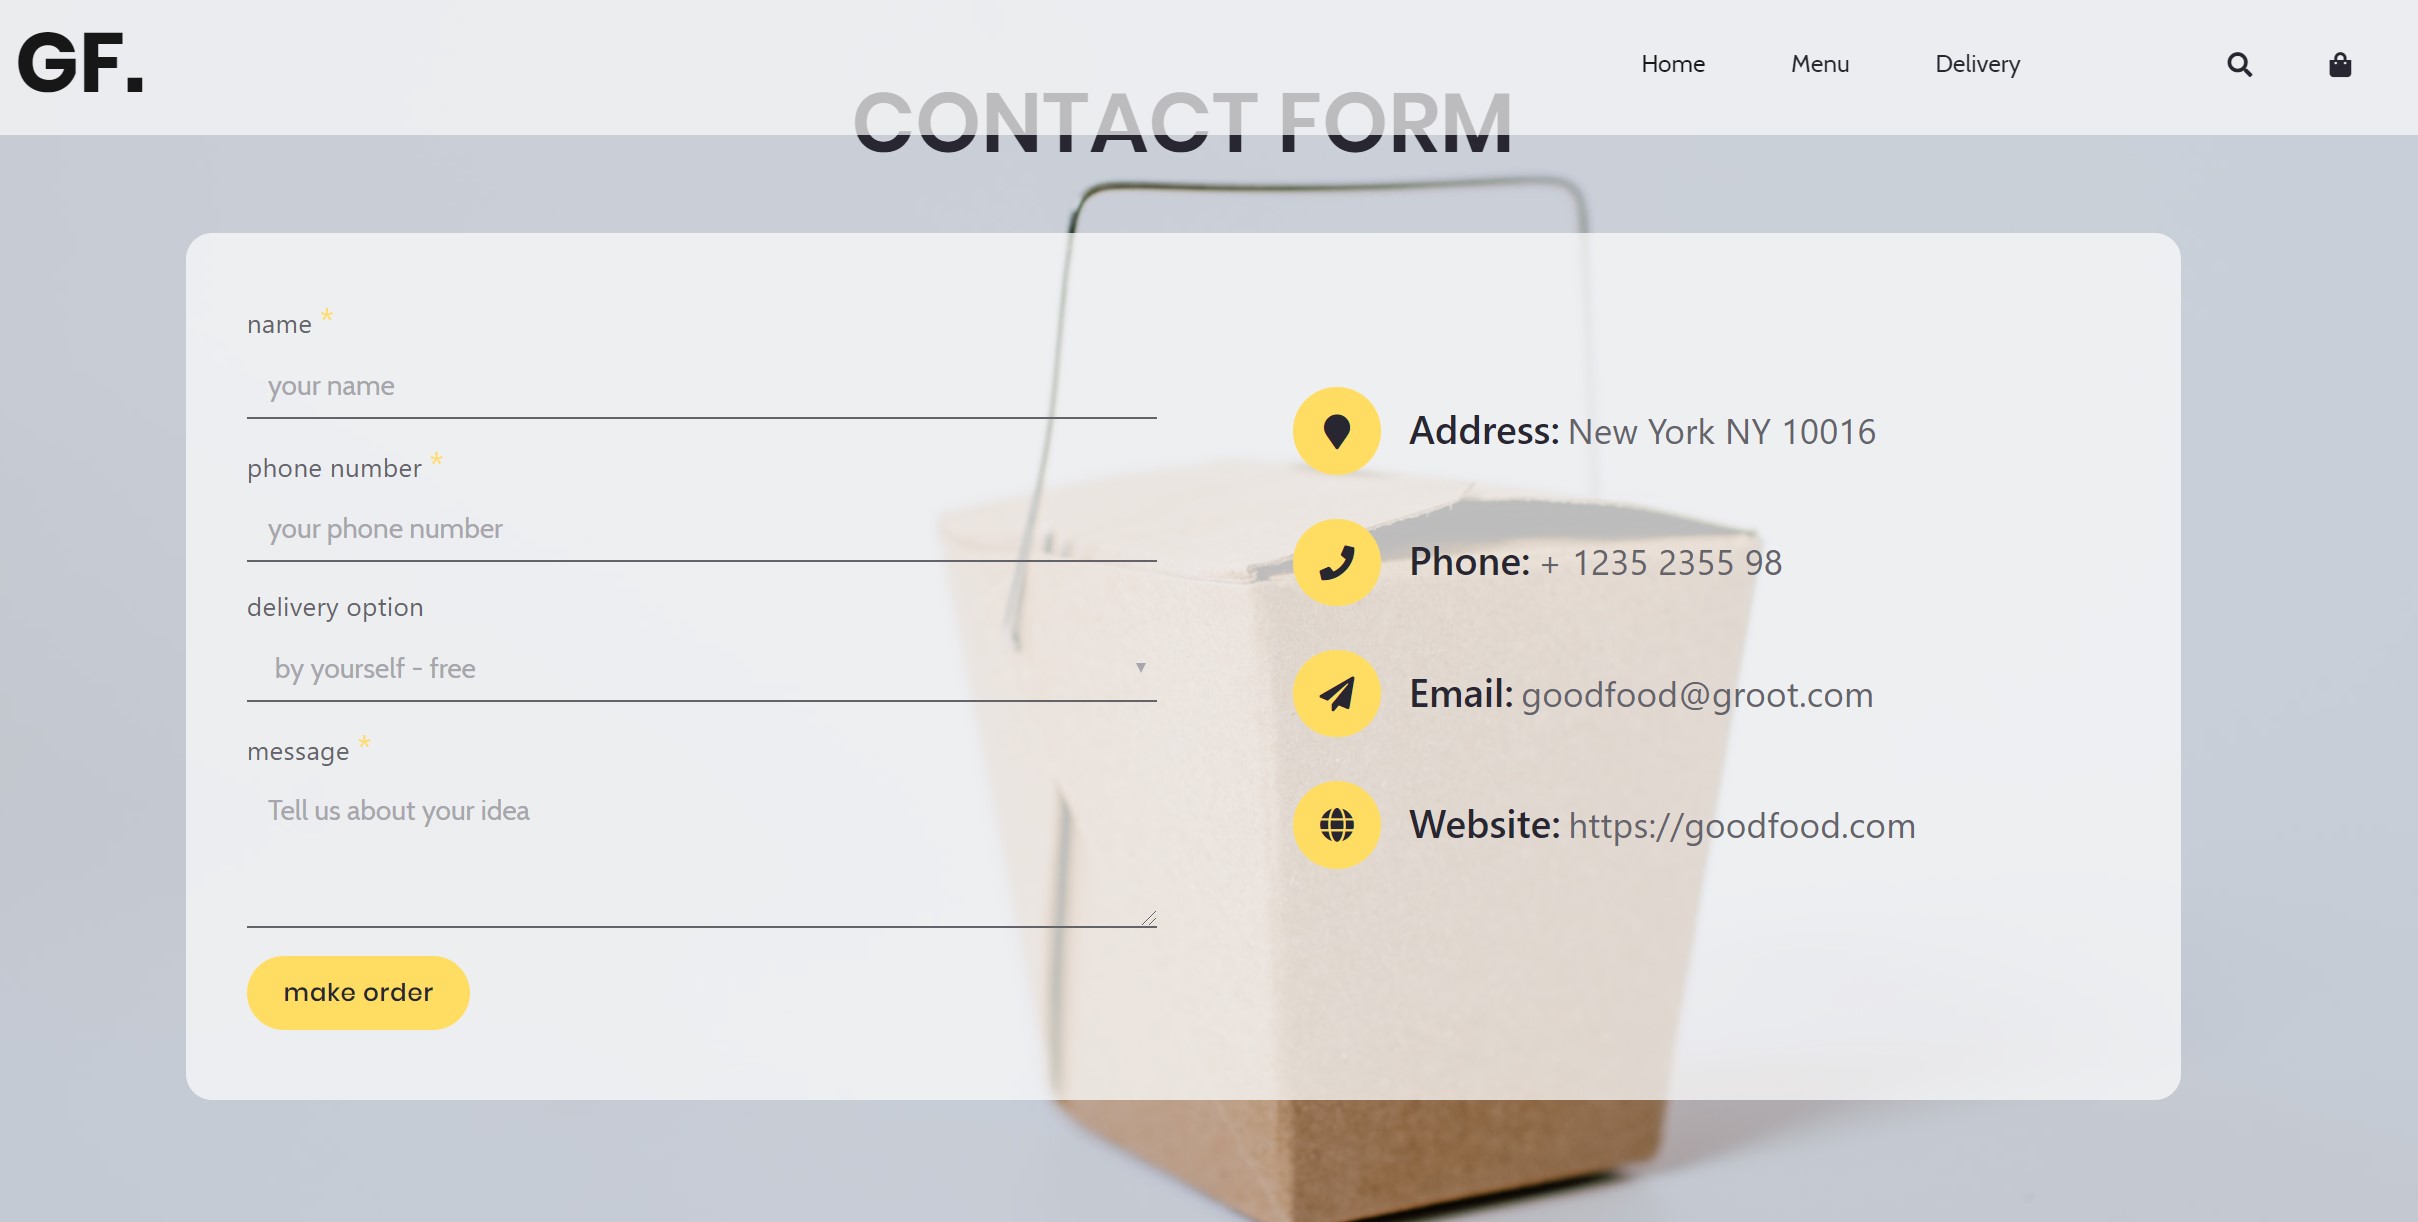 GF.
Home Menu Delivery
CONTACT FORM
name *
your name
phone number *
your phone number
delivery option
by yourself - free
message *
Tell us about your idea
make order
Address: New York NY 10016
Phone: + 1235 2355 98
Email: goodfood@groot.com
Website: https://goodfood.com